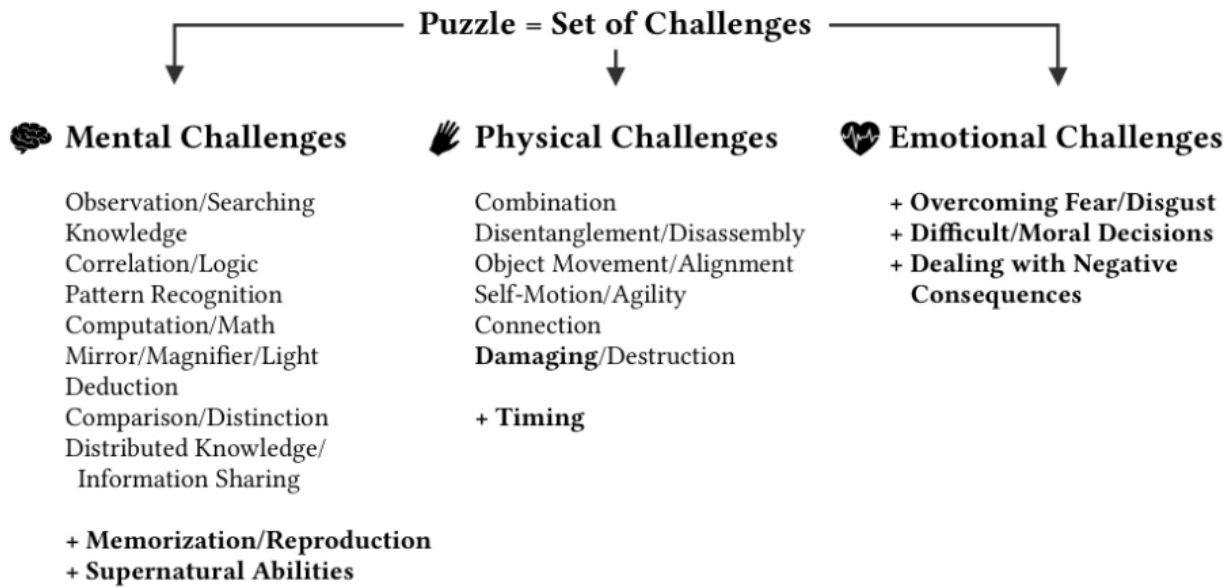 Puzzle = Set of Challenges
Mental Challenges
Observation/Searching
Knowledge
Correlation/Logic
Pattern Recognition
Computation/Math
Mirror/Magnifier/Light
Deduction
Comparison/Distinction
Distributed Knowledge/
Information Sharing
+ Memorization/Reproduction
+ Supernatural Abilities
Physical Challenges
Combination
Disentanglement/Disassembly
Object Movement/Alignment
Self-Motion/Agility
Connection
Damaging/Destruction
+ Timing
Emotional Challenges
+ Overcoming Fear/Disgust
+ Difficult/Moral Decisions
+ Dealing with Negative
Consequences